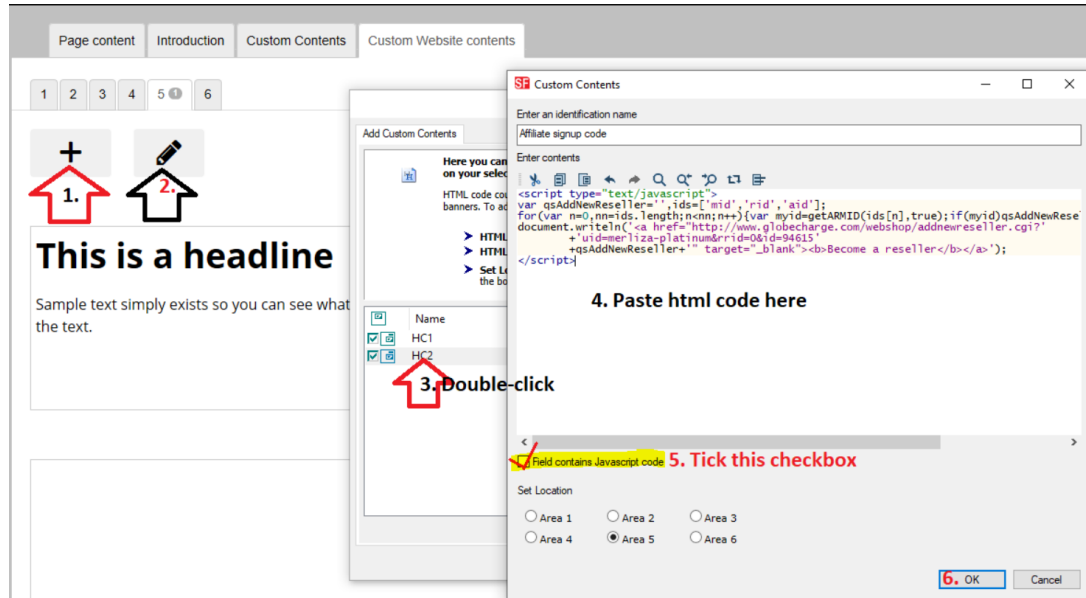 Page content Introduction Custom Contents Custom Website contents
1 2 3 4 5 1 6
1.
2.
This is a headline
Sample text simply exists so you can see what
the text.
Add Custom Contents
Here you can
on your selec
HTML code cou
banners. To ad
HTML
HTML
Set Lo
the bo
Name
HC1
HC2
3. Double-click
SF Custom Contents
Enter an identification name
Affiliate signup code
Enter contents
<script type="text/javascript">
var qsAddNewReseller='',ids=['mid','rid','aid'];
for(var n=0,nn=ids.length;n<nn;n++){var myid=getARMID(ids[n],true);if(myid)qsAddNewResel
document.writeln('<a href="http://www.globecharge.com/webshop/addnewreseller.cgi?'
+'uid=merliza-platinum&rrid=0&id=94615'
+qsAddNewReseller+'" target="_blank"><b>Become a reseller</b></a>');
</script>
4. Paste html code here
Field contains Javascript code 5. Tick this checkbox
Set Location
Area 1 Area 2 Area 3
Area 4 Area 5 Area 6
6. OK Cancel